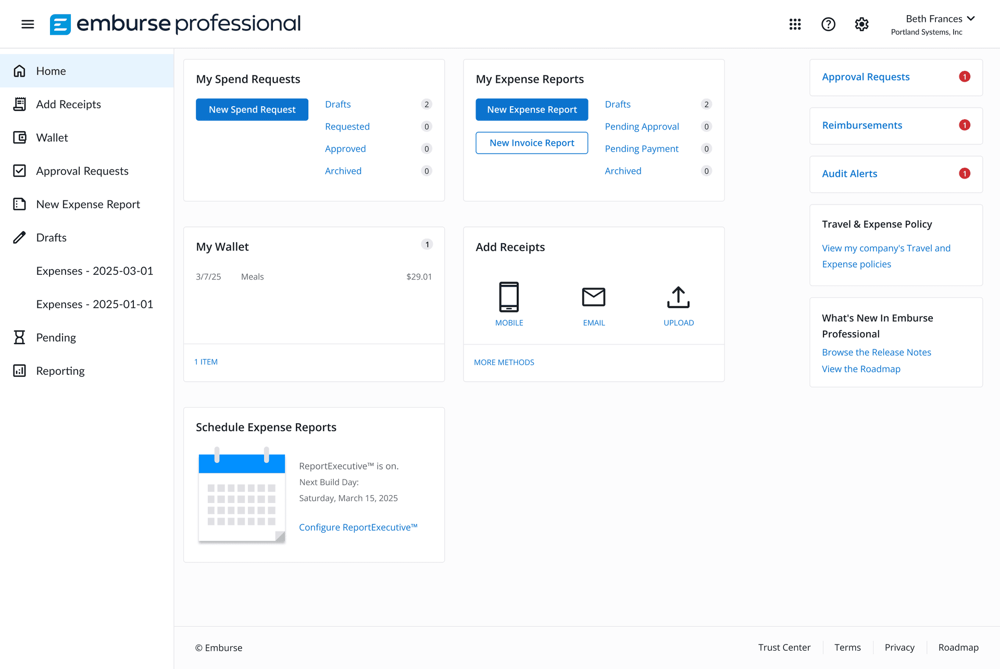 emburse professional
Beth Frances
Portland Systems, Inc
Home
Add Receipts
Wallet
Approval Requests
New Expense Report
Drafts
Expenses - 2025-03-01
Expenses - 2025-01-01
Pending
Reporting
My Spend Requests
New Spend Request
Drafts 2
Requested 0
Approved 0
Archived 0
My Expense Reports
New Expense Report
New Invoice Report
Drafts 2
Pending Approval 0
Pending Payment 0
Archived 0
My Wallet 1
3/7/25 Meals $29.01
1 ITEM
Add Receipts
MOBILE EMAIL UPLOAD
MORE METHODS
Schedule Expense Reports
ReportExecutive™ is on.
Next Build Day:
Saturday, March 15, 2025
Configure ReportExecutive™
Approval Requests 1
Reimbursements 1
Audit Alerts 1
Travel & Expense Policy
View my company's Travel and
Expense policies
What's New In Emburse
Professional
Browse the Release Notes
View the Roadmap
© Emburse
Trust Center Terms Privacy Roadmap